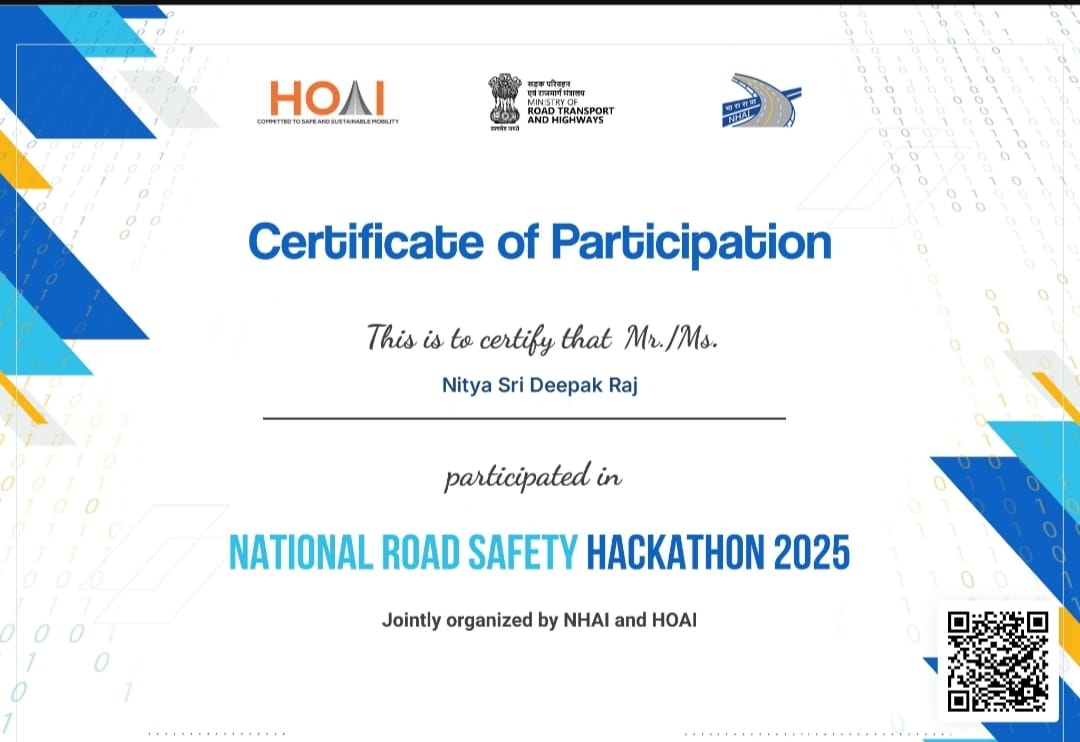 HOAI
COMMITTED TO SAFE AND SUSTAINABLE MOBILITY
सड़क परिवहन
एवं राजमार्ग मंत्रालय
MINISTRY OF
ROAD TRANSPORT
AND HIGHWAYS
सत्यमेव जयते
भा रा रा प्रा
NHAI
Certificate of Participation
This is to certify that Mr./Ms.
Nitya Sri Deepak Raj
participated in
NATIONAL ROAD SAFETY HACKATHON 2025
Jointly organized by NHAI and HOAI